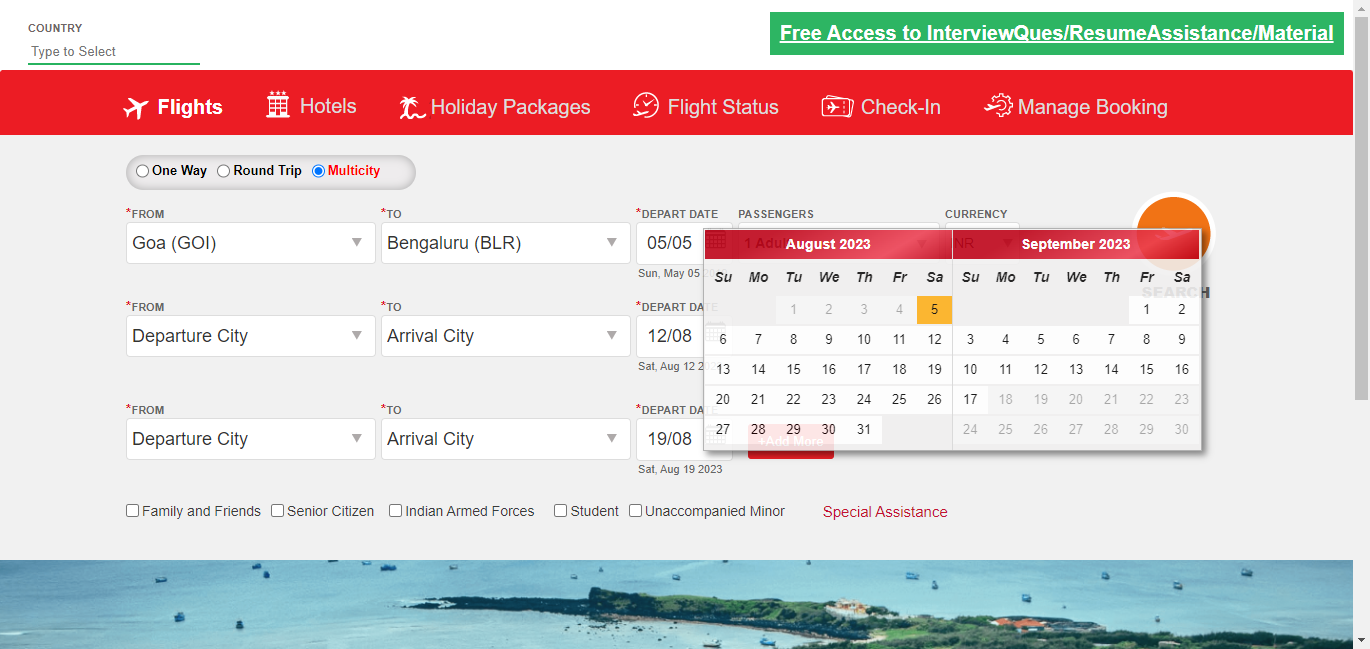 COUNTRY
Type to Select
Free Access to InterviewQues/ResumeAssistance/Material
Flights Hotels Holiday Packages Flight Status Check-In Manage Booking
One Way Round Trip Multicity
*FROM *TO *DEPART DATE PASSENGERS CURRENCY
Goa (GOI) Bengaluru (BLR) 05/05 1 Adu NR
Sun, May 05 2
SEARCH
*FROM *TO *DEPART DATE
Departure City Arrival City 12/08
Sat, Aug 12 2
*FROM *TO *DEPART DATE
Departure City Arrival City 19/08 +Add More
Sat, Aug 19 2023
August 2023 September 2023
Su Mo Tu We Th Fr Sa Su Mo Tu We Th Fr Sa
1 2 3 4 5 1 2
6 7 8 9 10 11 12 3 4 5 6 7 8 9
13 14 15 16 17 18 19 10 11 12 13 14 15 16
20 21 22 23 24 25 26 17 18 19 20 21 22 23
27 28 29 30 31 24 25 26 27 28 29 30
Family and Friends Senior Citizen Indian Armed Forces Student Unaccompanied Minor Special Assistance